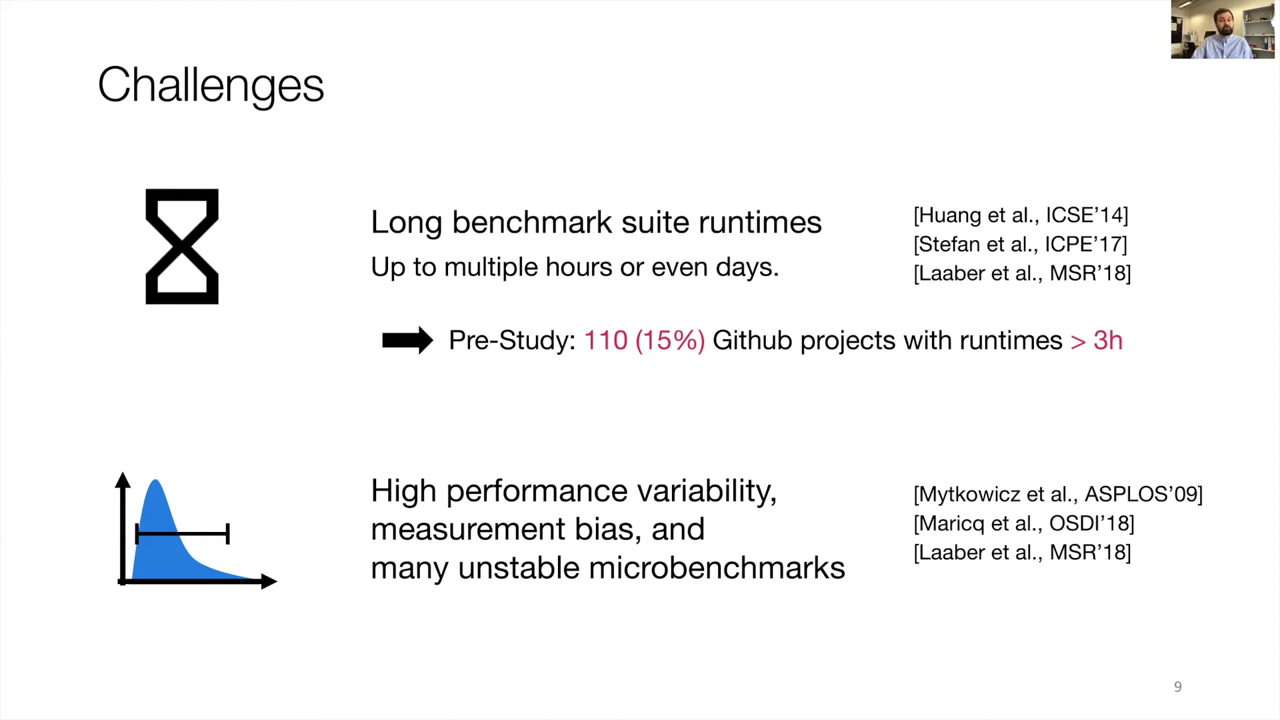 Challenges
Long benchmark suite runtimes
Up to multiple hours or even days.
[Huang et al., ICSE’14]
[Stefan et al., ICPE’17]
[Laaber et al., MSR’18]
Pre-Study: 110 (15%) Github projects with runtimes > 3h
High performance variability,
measurement bias, and
many unstable microbenchmarks
[Mytkowicz et al., ASPLOS’09]
[Maricq et al., OSDI’18]
[Laaber et al., MSR’18]
9